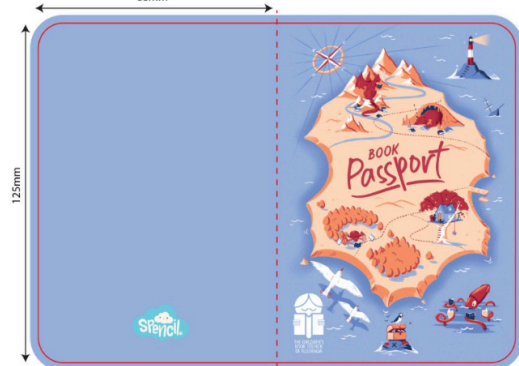 125mm
BOOK
Passport
Spencil.
THE CHILDREN'S
BOOK COUNCIL
OF AUSTRALIA